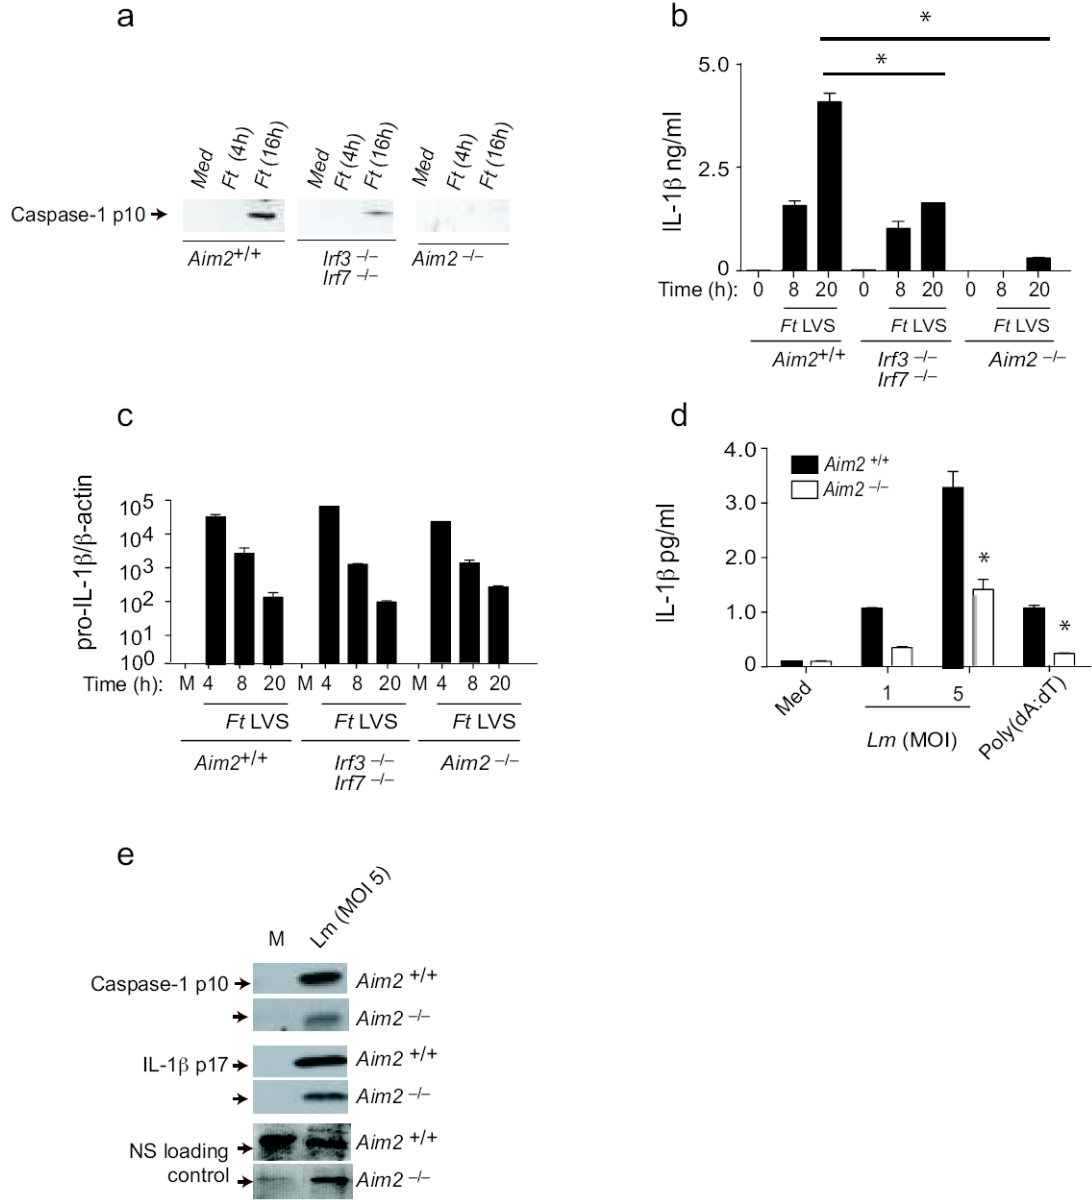 a
Med
Ft (4h)
Ft (16h)
Med
Ft (4h)
Ft (16h)
Med
Ft (4h)
Ft (16h)
Caspase-1 p10
Aim2+/+
Irf3 –/–
Irf7 –/–
Aim2 –/–
b
*
*
5.0
2.5
0
IL-1β ng/ml
Time (h): 0 8 20 0 8 20 0 8 20
Ft LVS Ft LVS Ft LVS
Aim2+/+
Irf3 –/–
Irf7 –/–
Aim2 –/–
c
pro-IL-1β/β-actin
10⁵
10⁴
10³
10²
10¹
10⁰
Time (h): M 4 8 20 M 4 8 20 M 4 8 20
Ft LVS Ft LVS Ft LVS
Aim2+/+
Irf3 –/–
Irf7 –/–
Aim2 –/–
d
IL-1β pg/ml
4.0
3.0
2.0
1.0
0
Aim2 +/+
Aim2 –/–
*
*
Med
1 5
Lm (MOI)
Poly(dA:dT)
e
M
Lm (MOI 5)
Caspase-1 p10
Aim2 +/+
Aim2 –/–
IL-1β p17
Aim2 +/+
Aim2 –/–
NS loading
control
Aim2 +/+
Aim2 –/–